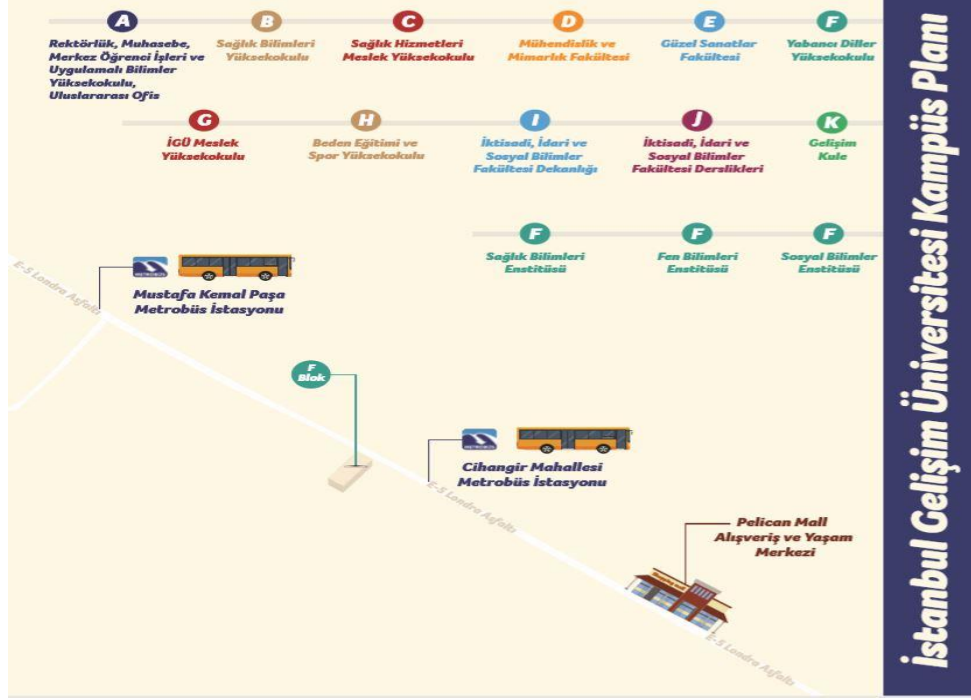 A
Rektörlük, Muhasebe,
Merkez Öğrenci İşleri ve
Uygulamalı Bilimler
Yüksekokulu,
Uluslararası Ofis
B
Sağlık Bilimleri
Yüksekokulu
C
Sağlık Hizmetleri
Meslek Yüksekokulu
D
Mühendislik ve
Mimarlık Fakültesi
E
Güzel Sanatlar
Fakültesi
F
Yabancı Diller
Yüksekokulu
G
İGÜ Meslek
Yüksekokulu
H
Beden Eğitimi ve
Spor Yüksekokulu
I
İktisadi, İdari ve
Sosyal Bilimler
Fakültesi Dekanlığı
J
İktisadi, İdari ve
Sosyal Bilimler
Fakültesi Derslikleri
K
Gelişim
Kule
F
Sağlık Bilimleri
Enstitüsü
F
Fen Bilimleri
Enstitüsü
F
Sosyal Bilimler
Enstitüsü
E-5 Londra Asfaltı
METROBÜS
Mustafa Kemal Paşa
Metrobüs İstasyonu
F
Blok
METROBÜS
Cihangir Mahallesi
Metrobüs İstasyonu
E-5 Londra Asfaltı
Pelican Mall
Alışveriş ve Yaşam
Merkezi
Shopping Mall
E-5 Londra Asfaltı
İstanbul Gelişim Üniversitesi Kampüs Planı